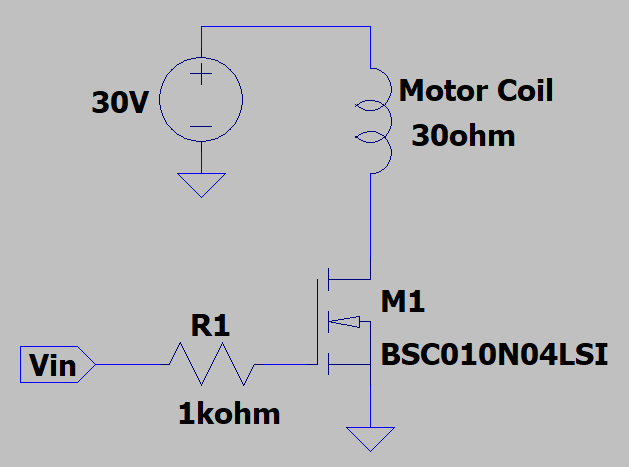 30V
Motor Coil
30ohm
M1
BSC010N04LSI
R1
1kohm
Vin